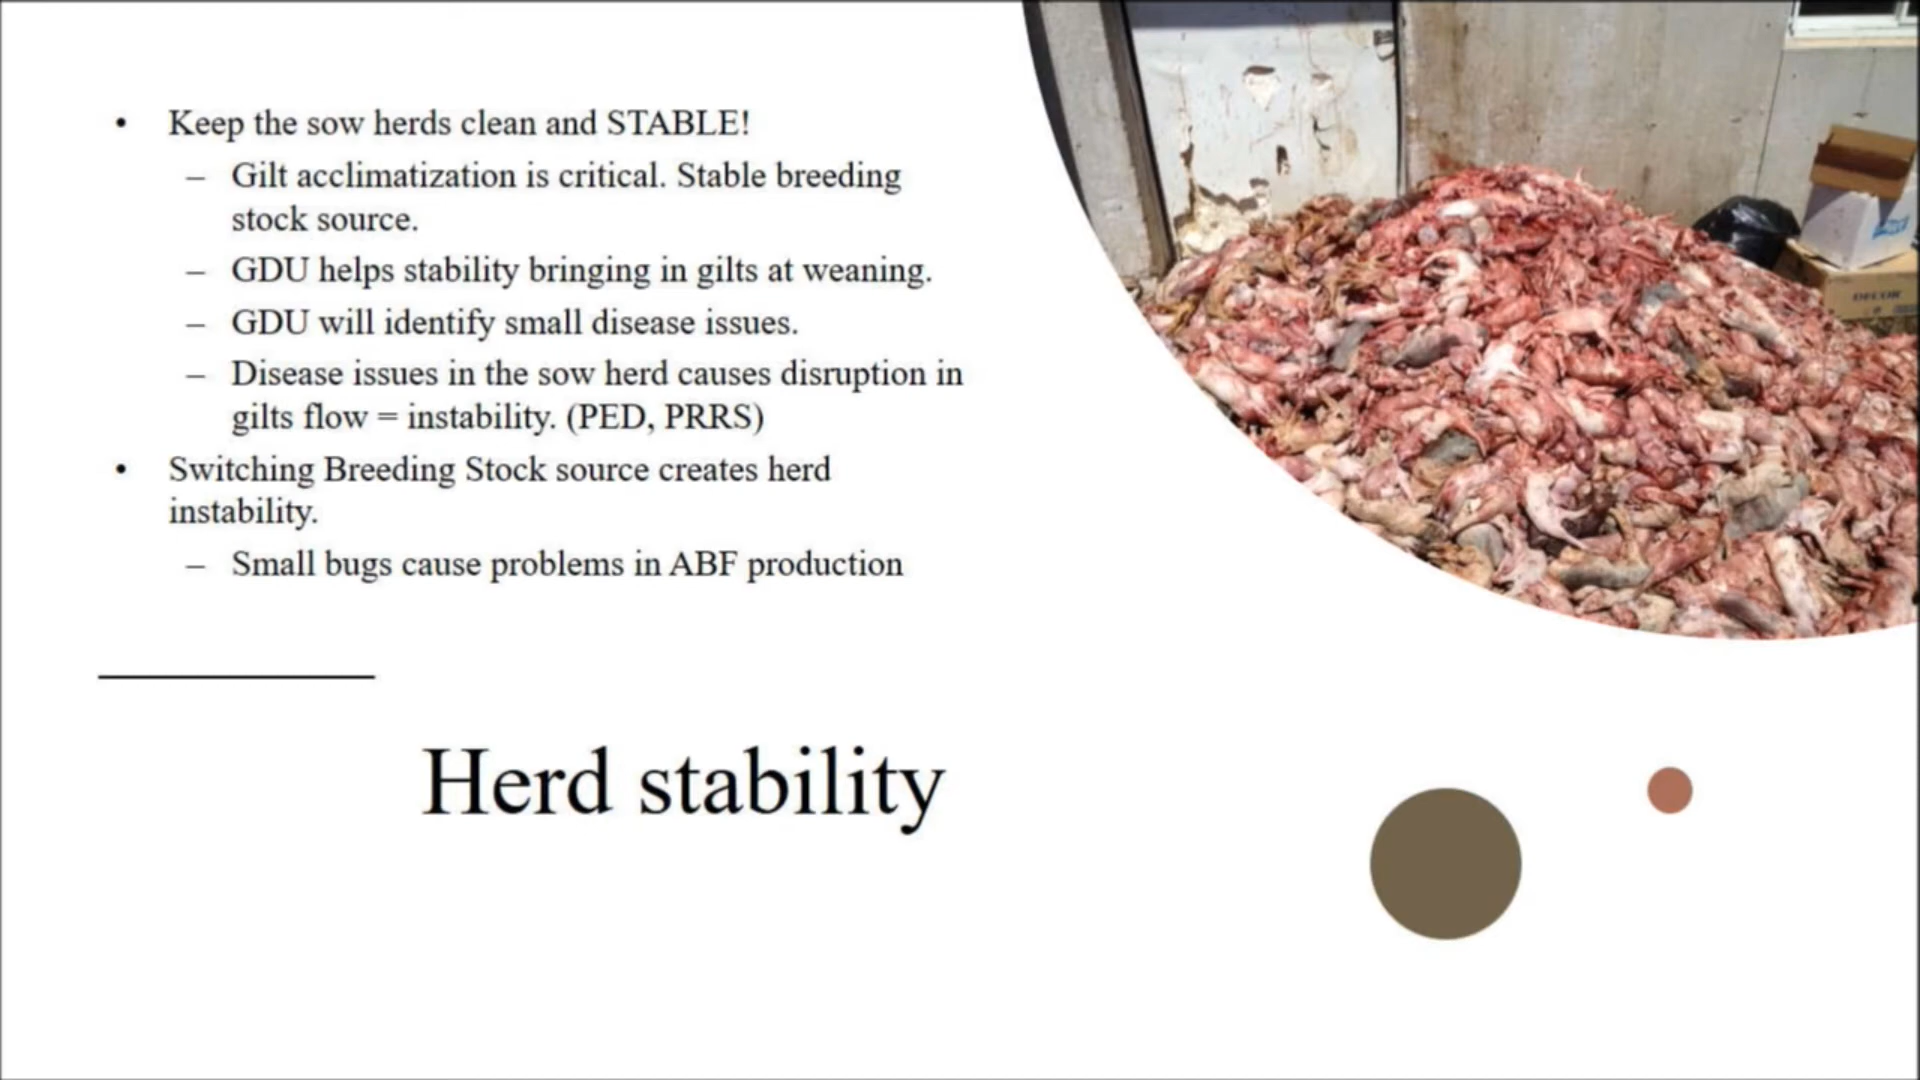 • Keep the sow herds clean and STABLE!
– Gilt acclimatization is critical. Stable breeding
stock source.
– GDU helps stability bringing in gilts at weaning.
– GDU will identify small disease issues.
– Disease issues in the sow herd causes disruption in
gilts flow = instability. (PED, PRRS)
• Switching Breeding Stock source creates herd
instability.
– Small bugs cause problems in ABF production
Herd stability